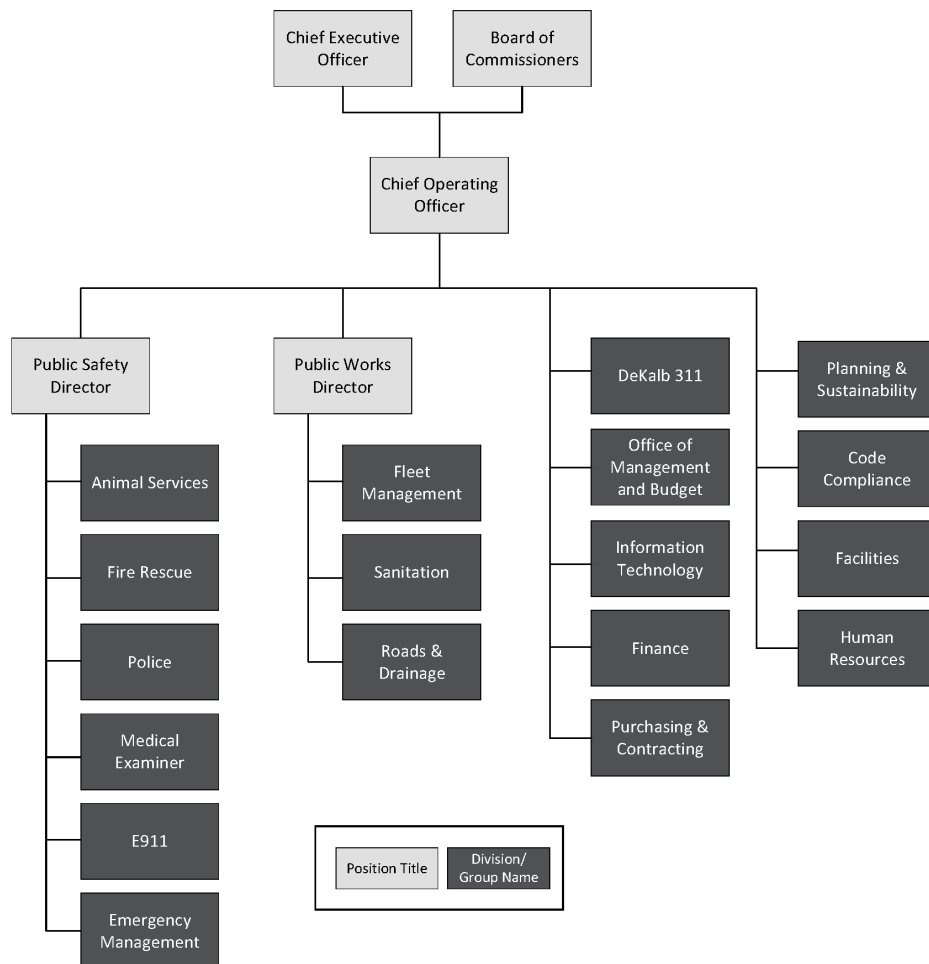 Chief Executive
Officer
Board of
Commissioners
Chief Operating
Officer
Public Safety
Director
Animal Services
Fire Rescue
Police
Medical
Examiner
E911
Emergency
Management
Public Works
Director
Fleet
Management
Sanitation
Roads &
Drainage
DeKalb 311
Office of
Management
and Budget
Information
Technology
Finance
Purchasing &
Contracting
Planning &
Sustainability
Code
Compliance
Facilities
Human
Resources
Position Title
Division/
Group Name